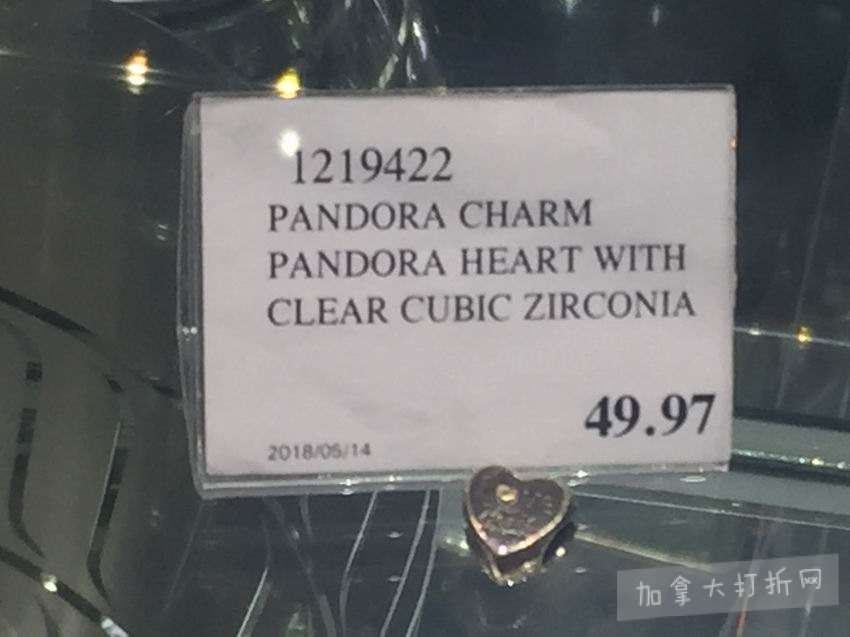 1219422
PANDORA CHARM
PANDORA HEART WITH
CLEAR CUBIC ZIRCONIA
49.97
2018/05/14
加拿大打折网